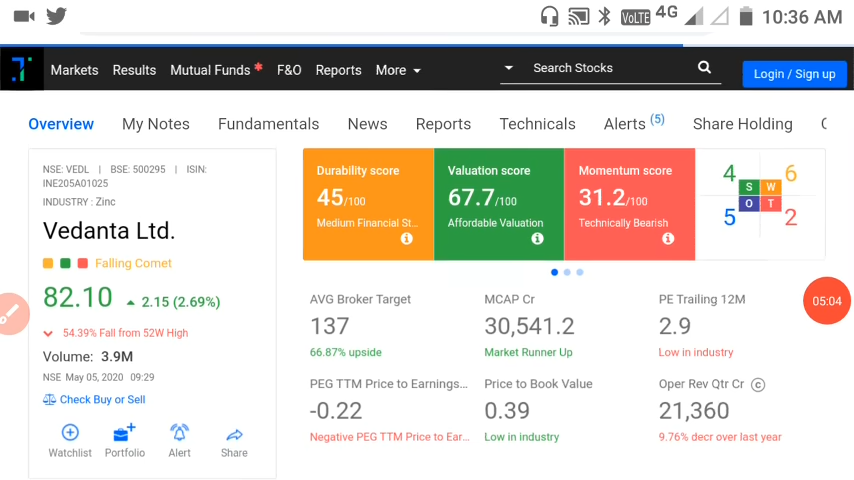 VoLTE 4G 10:36 AM
Markets Results Mutual Funds * F&O Reports More Search Stocks Login / Sign up
Overview My Notes Fundamentals News Reports Technicals Alerts (5) Share Holding
NSE: VEDL | BSE: 500295 | ISIN:
INE205A01025
INDUSTRY : Zinc
Vedanta Ltd.
Falling Comet
82.10 2.15 (2.69%)
54.39% Fall from 52W High
Volume: 3.9M
NSE May 05, 2020 09:29
Check Buy or Sell
Watchlist Portfolio Alert Share
Durability score
45/100
Medium Financial St...
Valuation score
67.7/100
Affordable Valuation
Momentum score
31.2/100
Technically Bearish
4 6
S W
O T
5 2
AVG Broker Target
137
66.87% upside
MCAP Cr
30,541.2
Market Runner Up
PE Trailing 12M
2.9
Low in industry
05:04
PEG TTM Price to Earnings...
-0.22
Negative PEG TTM Price to Ear...
Price to Book Value
0.39
Low in industry
Oper Rev Qtr Cr ©
21,360
9.76% decr over last year